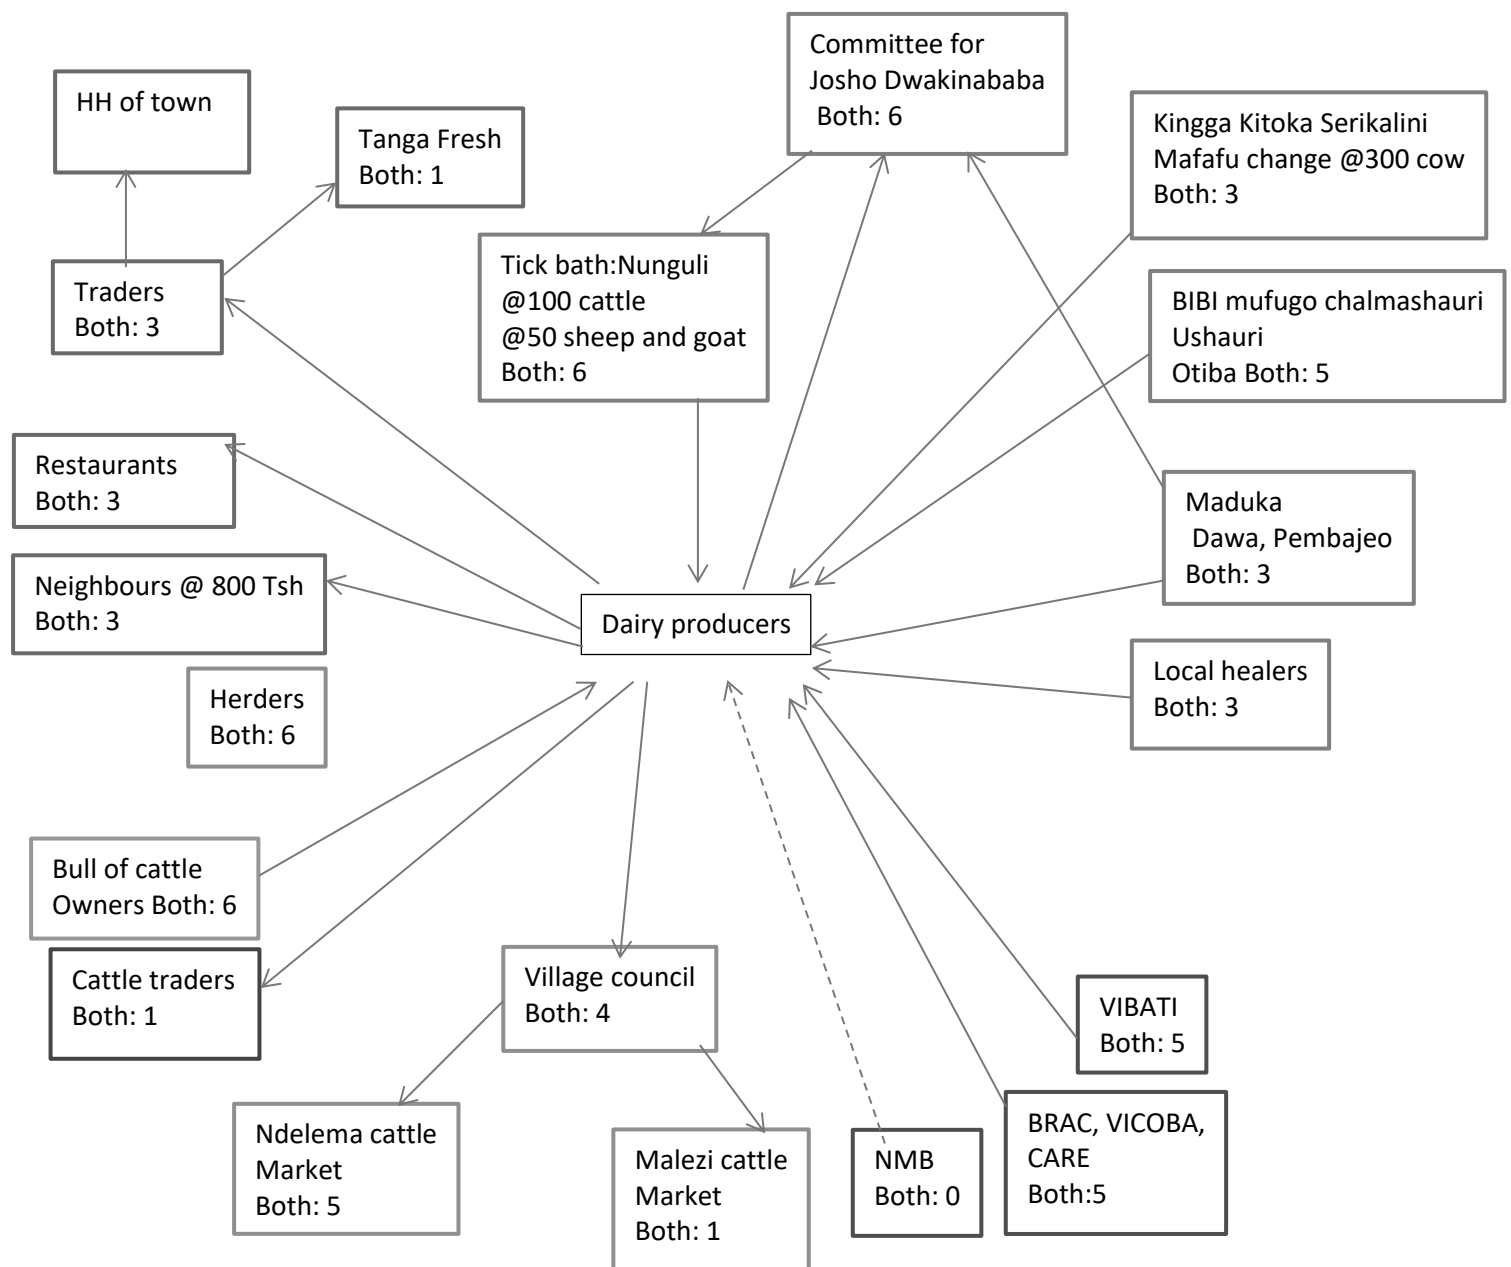 Committee for
Josho Dwakinababa
Both: 6
HH of town
Tanga Fresh
Both: 1
Kingga Kitoka Serikalini
Mafafu change @300 cow
Both: 3
Tick bath:Nunguli
@100 cattle
@50 sheep and goat
Both: 6
Traders
Both: 3
BIBI mufugo chalmashauri
Ushauri
Otiba Both: 5
Restaurants
Both: 3
Maduka
Dawa, Pembajeo
Both: 3
Neighbours @ 800 Tsh
Both: 3
Dairy producers
Local healers
Both: 3
Herders
Both: 6
Bull of cattle
Owners Both: 6
Cattle traders
Both: 1
Village council
Both: 4
VIBATI
Both: 5
Ndelema cattle
Market
Both: 5
Malezi cattle
Market
Both: 1
NMB
Both: 0
BRAC, VICOBA,
CARE
Both:5